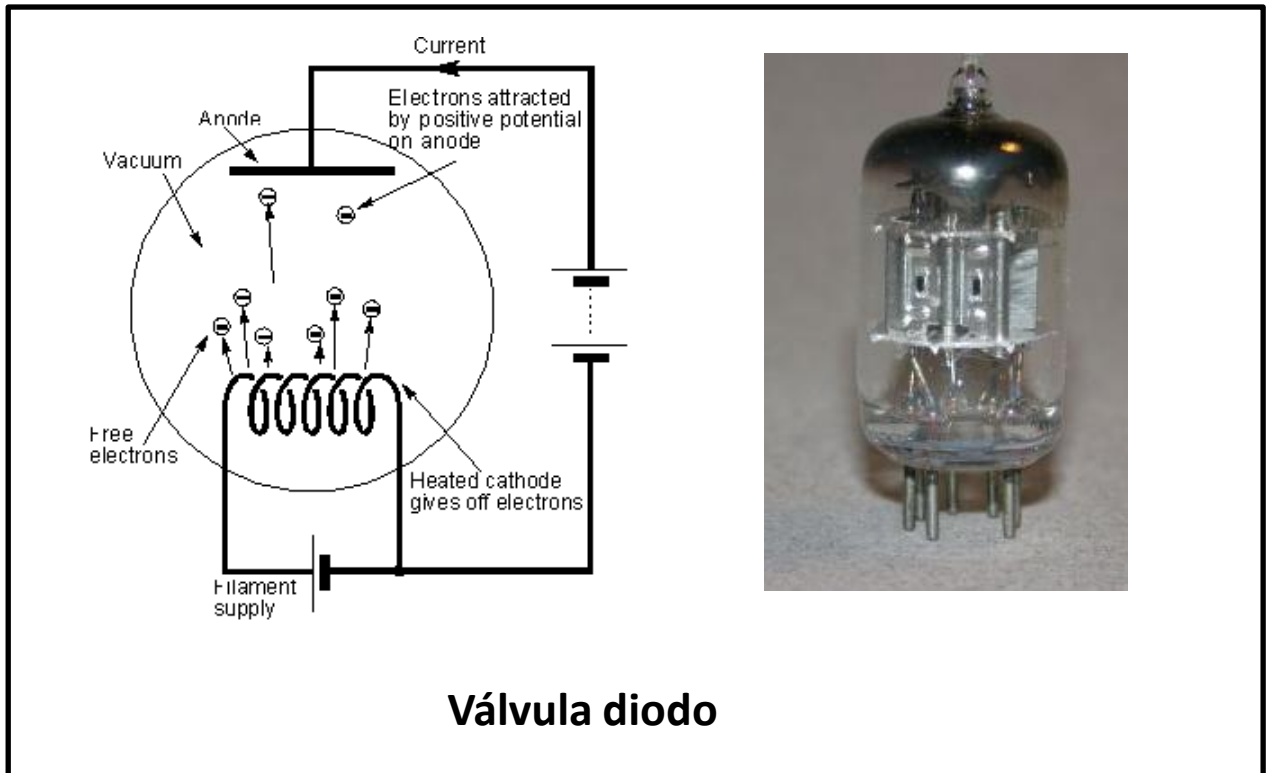 Current
Electrons attracted
by positive potential
on anode
Anode
Vacuum
Free
electrons
Heated cathode
gives off electrons
Filament
supply
Válvula diodo